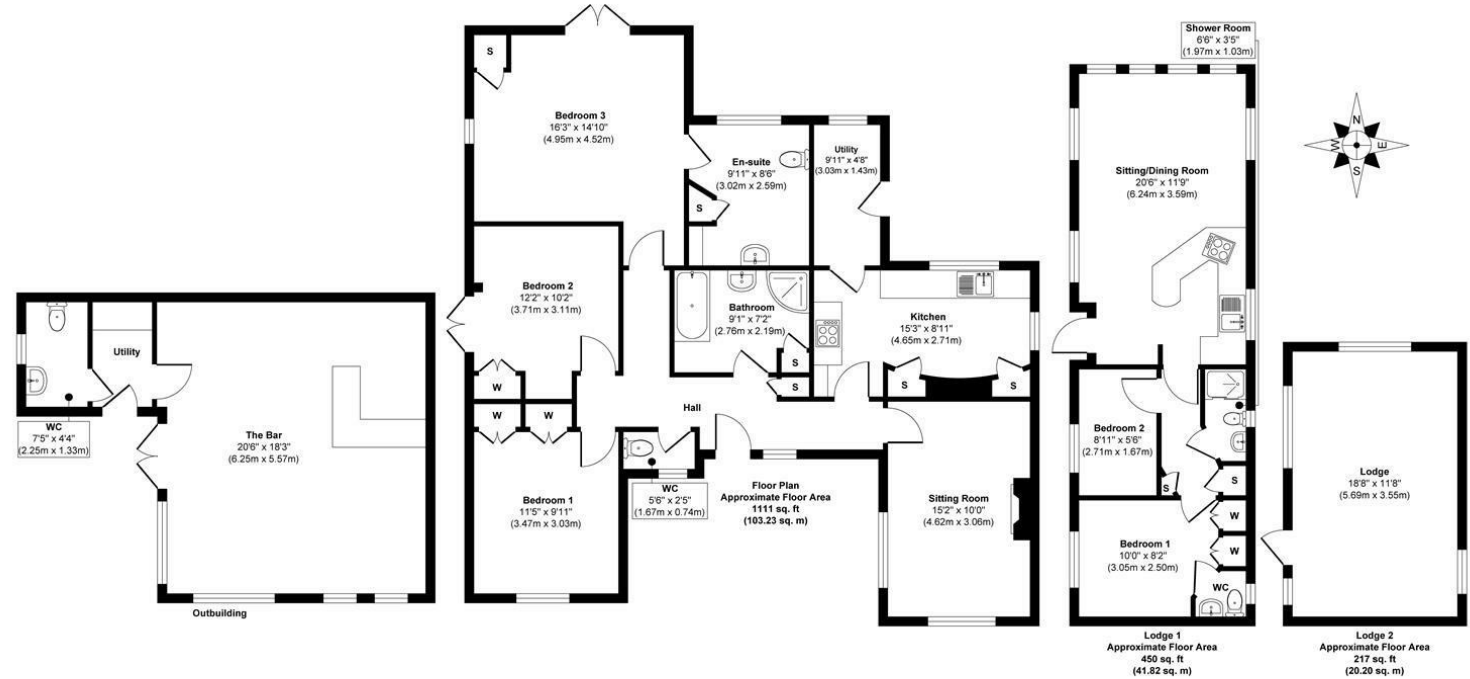 Utility
WC
7'5" x 4'4"
(2.25m x 1.33m)
The Bar
20'6" x 18'3"
(6.25m x 5.57m)
Outbuilding
S
Bedroom 3
16'3" x 14'10"
(4.95m x 4.52m)
En-suite
9'11" x 8'6"
(3.02m x 2.59m)
S
Utility
9'11" x 4'8"
(3.03m x 1.43m)
Bedroom 2
12'2" x 10'2"
(3.71m x 3.11m)
W
W
W
Bathroom
9'1" x 7'2"
(2.76m x 2.19m)
S
S
Kitchen
15'3" x 8'11"
(4.65m x 2.71m)
S
S
Hall
Bedroom 1
11'5" x 9'11"
(3.47m x 3.03m)
WC
5'6" x 2'5"
(1.67m x 0.74m)
Floor Plan
Approximate Floor Area
1111 sq. ft
(103.23 sq. m)
Sitting Room
15'2" x 10'0"
(4.62m x 3.06m)
Shower Room
6'6" x 3'5"
(1.97m x 1.03m)
Sitting/Dining Room
20'6" x 11'9"
(6.24m x 3.59m)
Bedroom 2
8'11" x 5'6"
(2.71m x 1.67m)
S
S
W
W
Bedroom 1
10'0" x 8'2"
(3.05m x 2.50m)
WC
Lodge 1
Approximate Floor Area
450 sq. ft
(41.82 sq. m)
N
W
E
S
Lodge
18'8" x 11'8"
(5.69m x 3.55m)
Lodge 2
Approximate Floor Area
217 sq. ft
(20.20 sq. m)